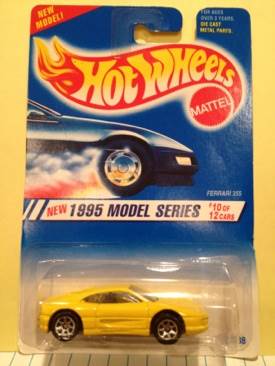 NEW
MODEL!
FOR AGES
OVER 3 YEARS.
DIE CAST
METAL PARTS.
HOT WHEELS
MATTEL
FERRARI 355
NEW 1995 MODEL SERIES #10 OF
12 CARS